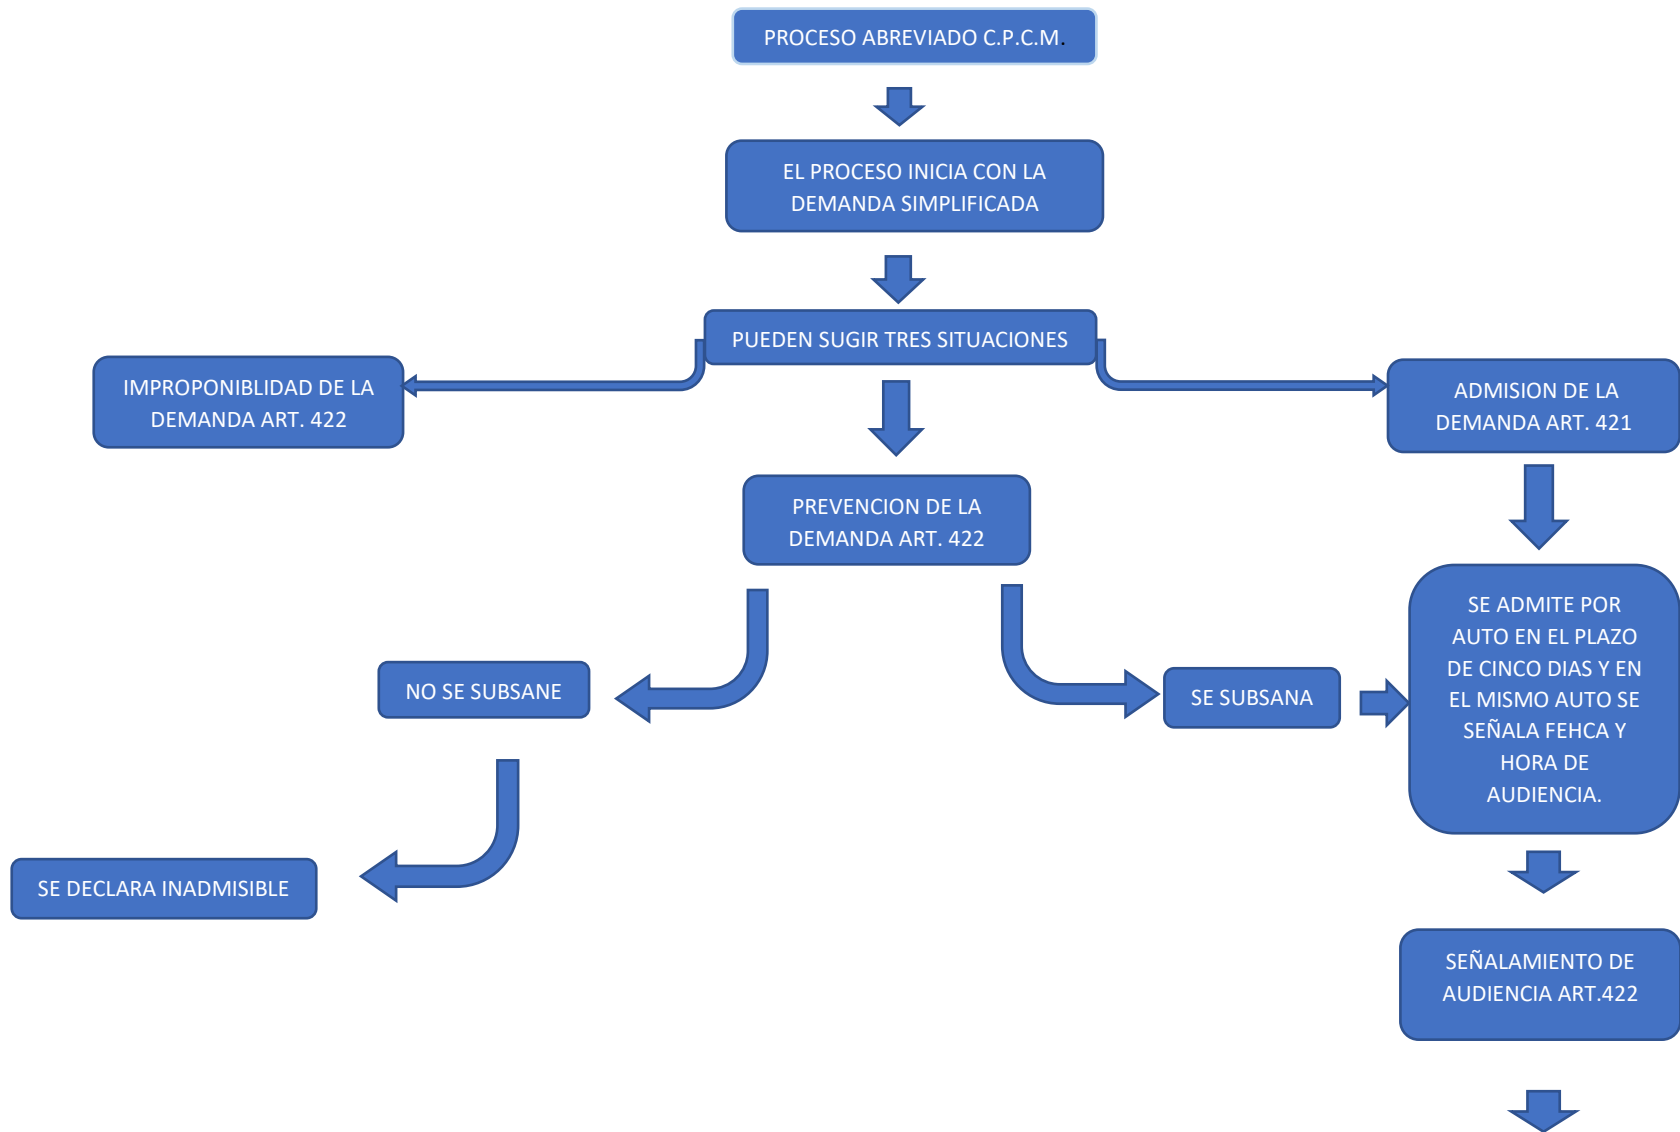 PROCESO ABREVIADO C.P.C.M.
EL PROCESO INICIA CON LA
DEMANDA SIMPLIFICADA
PUEDEN SUGIR TRES SITUACIONES
IMPROPONIBLIDAD DE LA
DEMANDA ART. 422
ADMISION DE LA
DEMANDA ART. 421
PREVENCION DE LA
DEMANDA ART. 422
SE ADMITE POR
AUTO EN EL PLAZO
DE CINCO DIAS Y EN
EL MISMO AUTO SE
SEÑALA FEHCA Y
HORA DE
AUDIENCIA.
NO SE SUBSANE
SE SUBSANA
SE DECLARA INADMISIBLE
SEÑALAMIENTO DE
AUDIENCIA ART.422